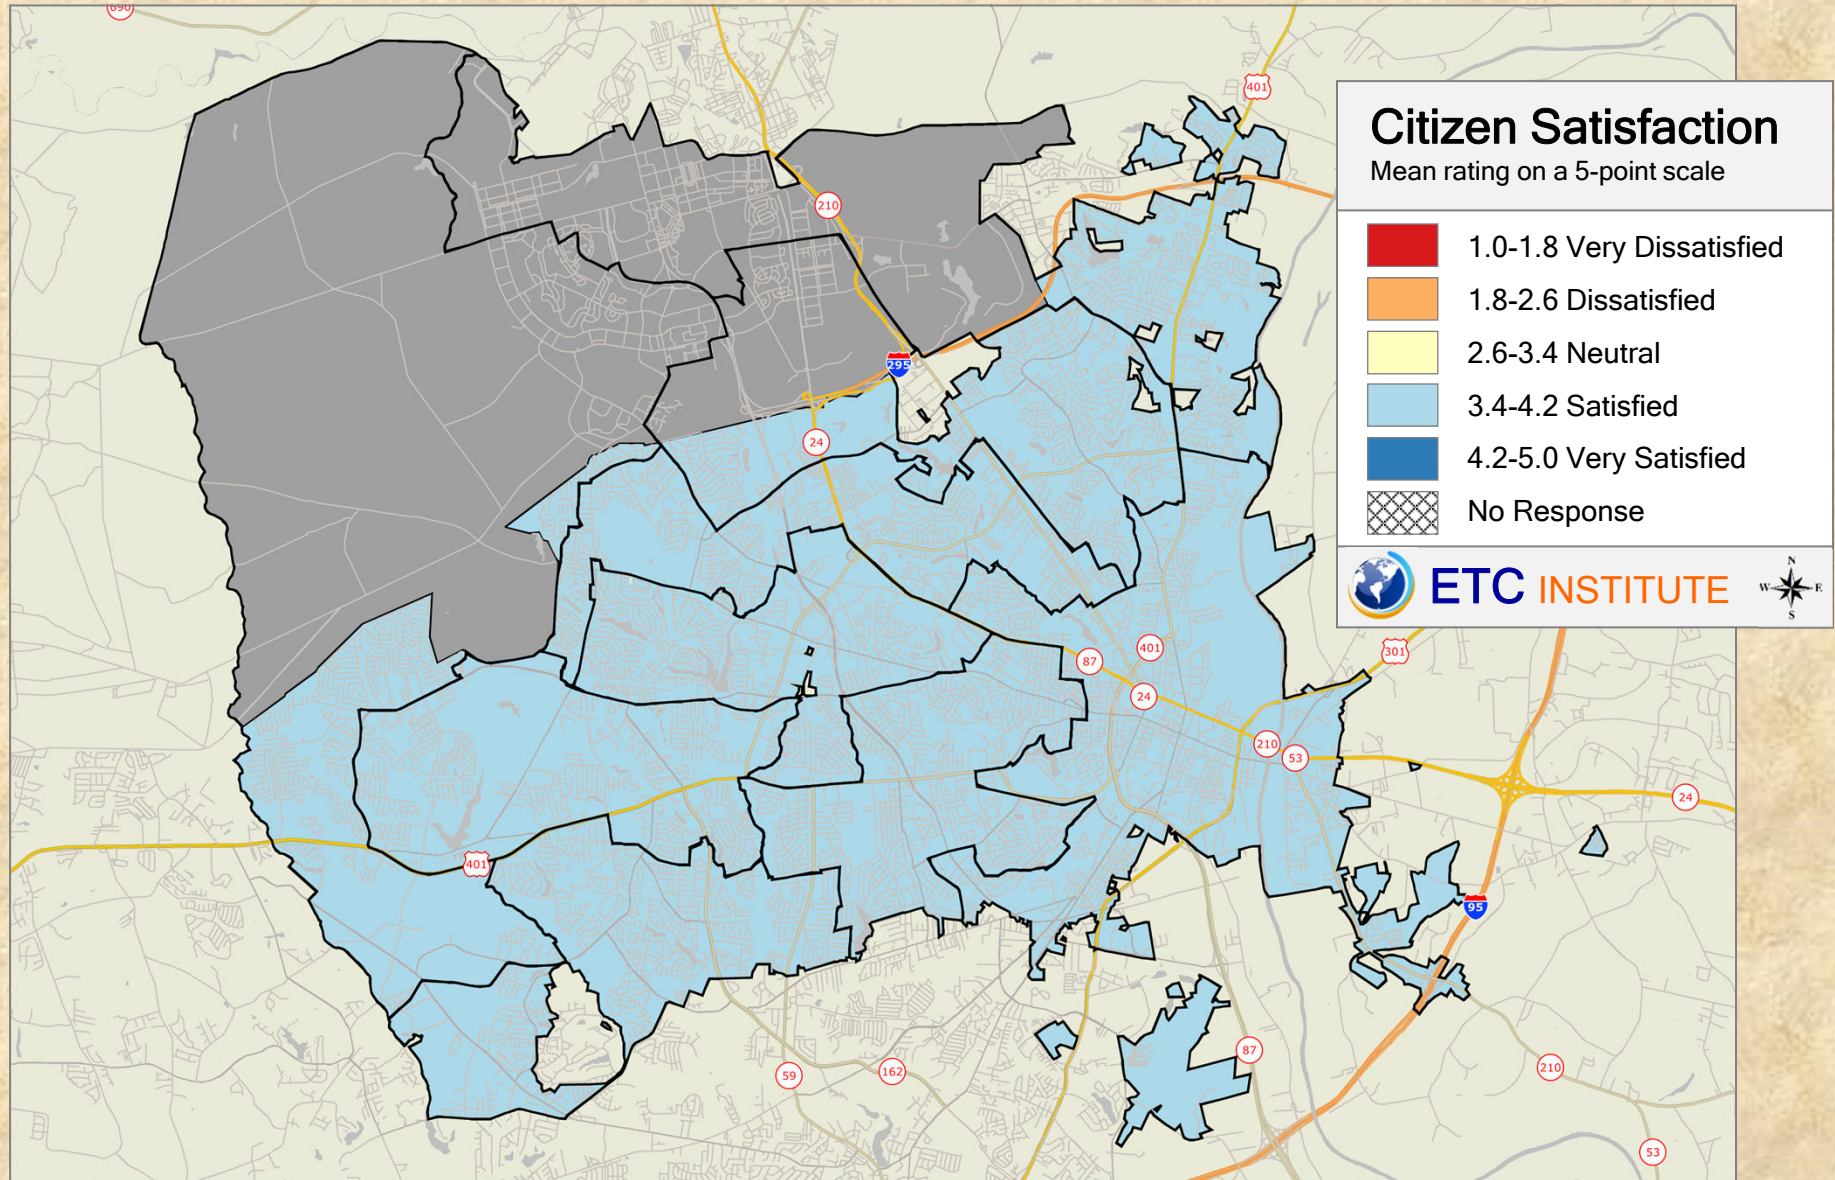 690
401
Citizen Satisfaction
Mean rating on a 5-point scale
210
1.0-1.8 Very Dissatisfied
1.8-2.6 Dissatisfied
2.6-3.4 Neutral
295
3.4-4.2 Satisfied
24
4.2-5.0 Very Satisfied
No Response
ETC INSTITUTE
N
W E
S
401
301
87
24
210
53
24
401
95
87
59
162
210
53